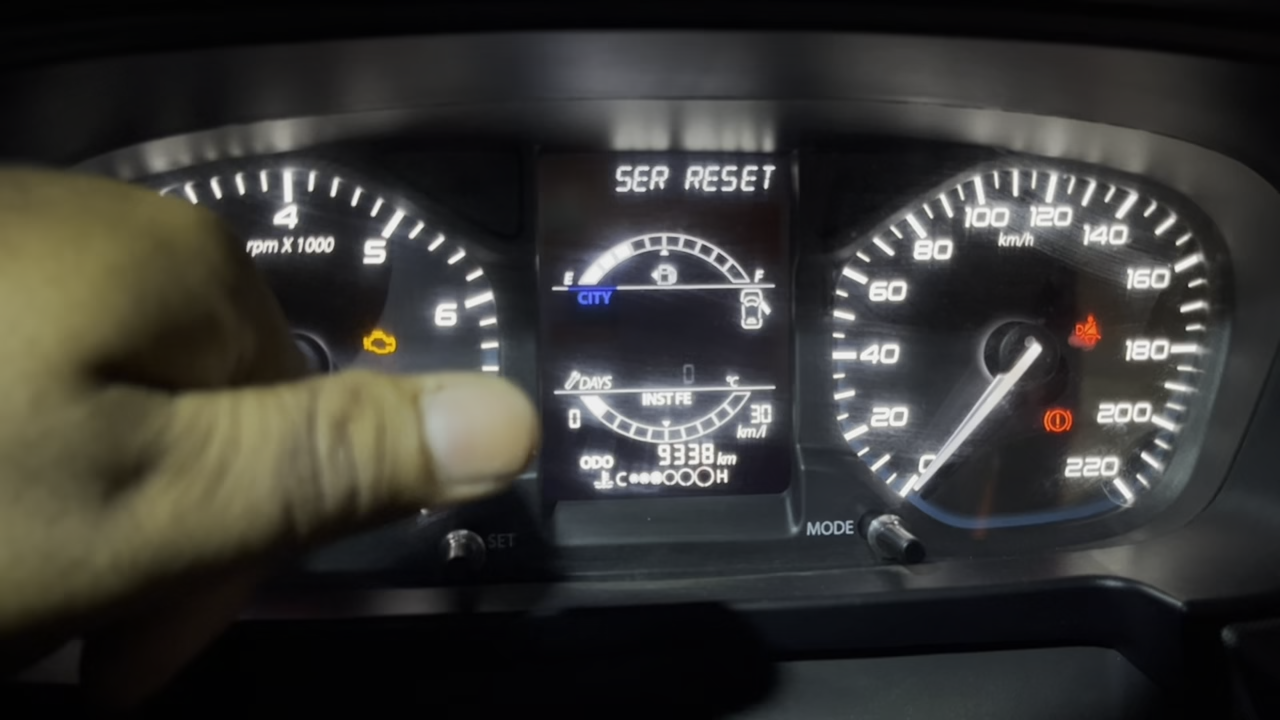 SER RESET
4
rpm X 1000
5
6
E F
CITY
DAYS °C
INST FE
0 30
km/l
ODO 9338 km
C H
SET
MODE
0
20
40
60
80
100
120
140
160
180
200
220
km/h